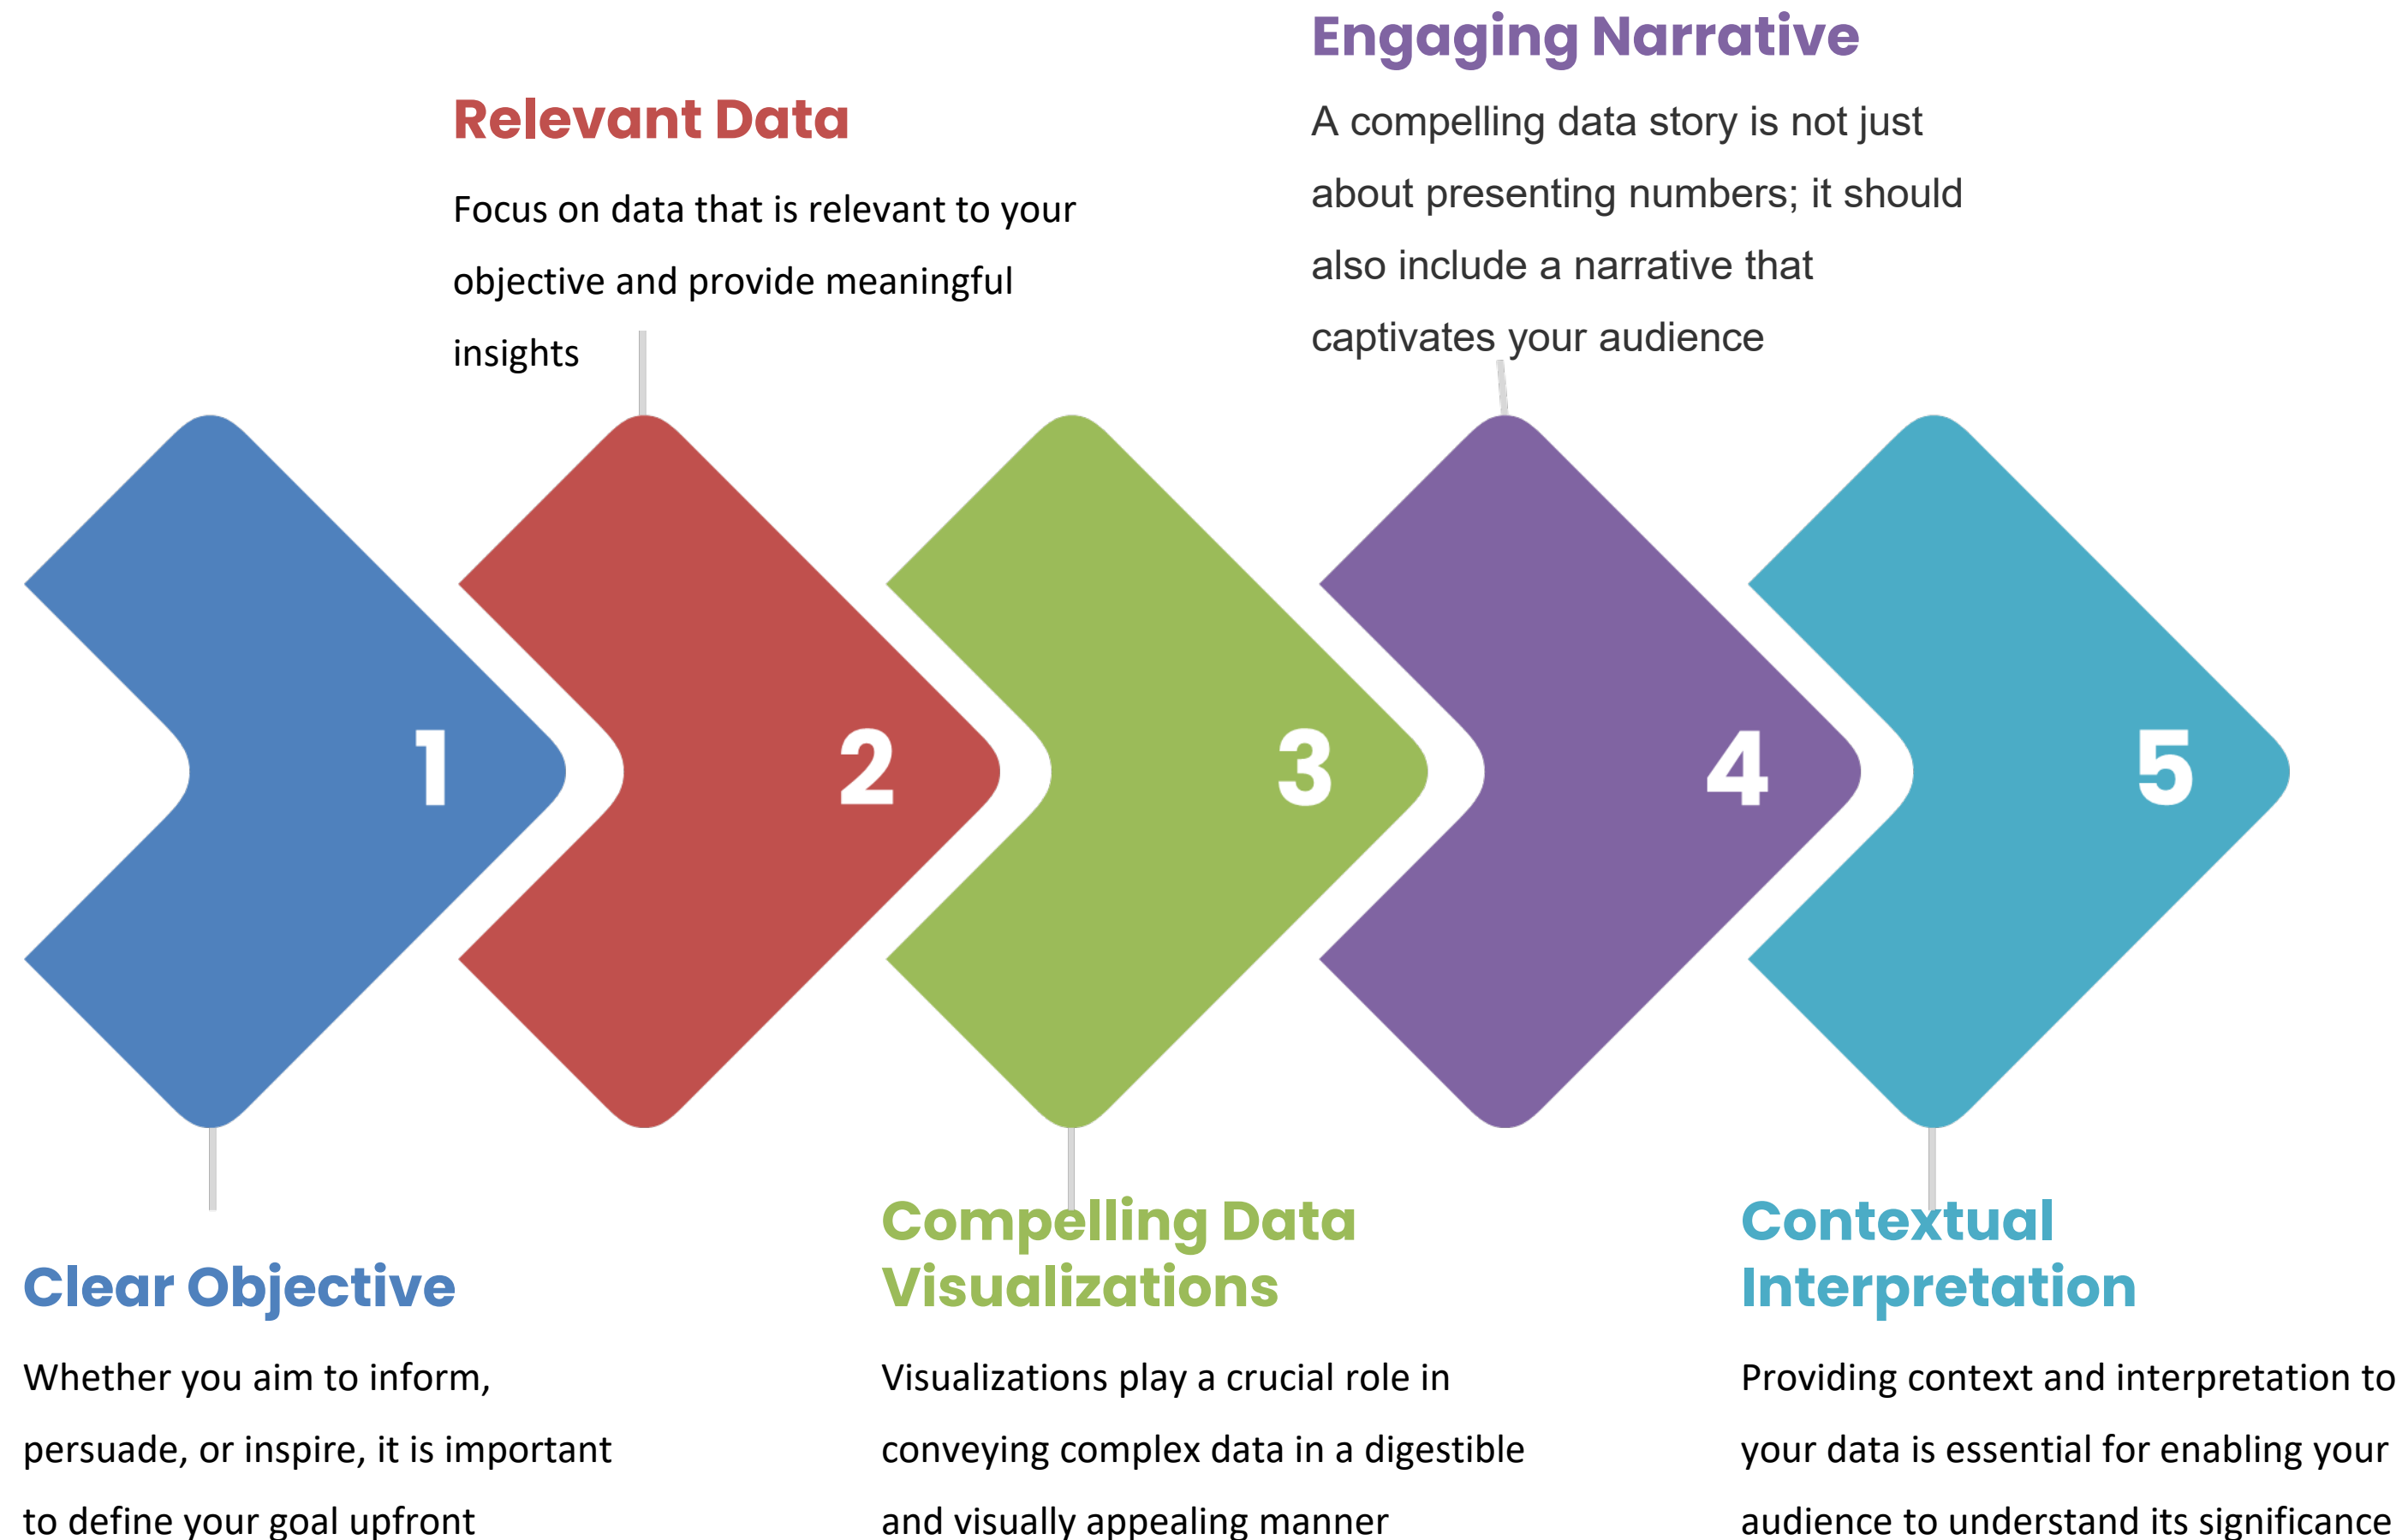 Engaging Narrative
A compelling data story is not just
about presenting numbers; it should
also include a narrative that
captivates your audience
Relevant Data
Focus on data that is relevant to your
objective and provide meaningful
insights
1
2
3
4
5
Clear Objective
Whether you aim to inform,
persuade, or inspire, it is important
to define your goal upfront
Compelling Data
Visualizations
Visualizations play a crucial role in
conveying complex data in a digestible
and visually appealing manner
Contextual
Interpretation
Providing context and interpretation to
your data is essential for enabling your
audience to understand its significance